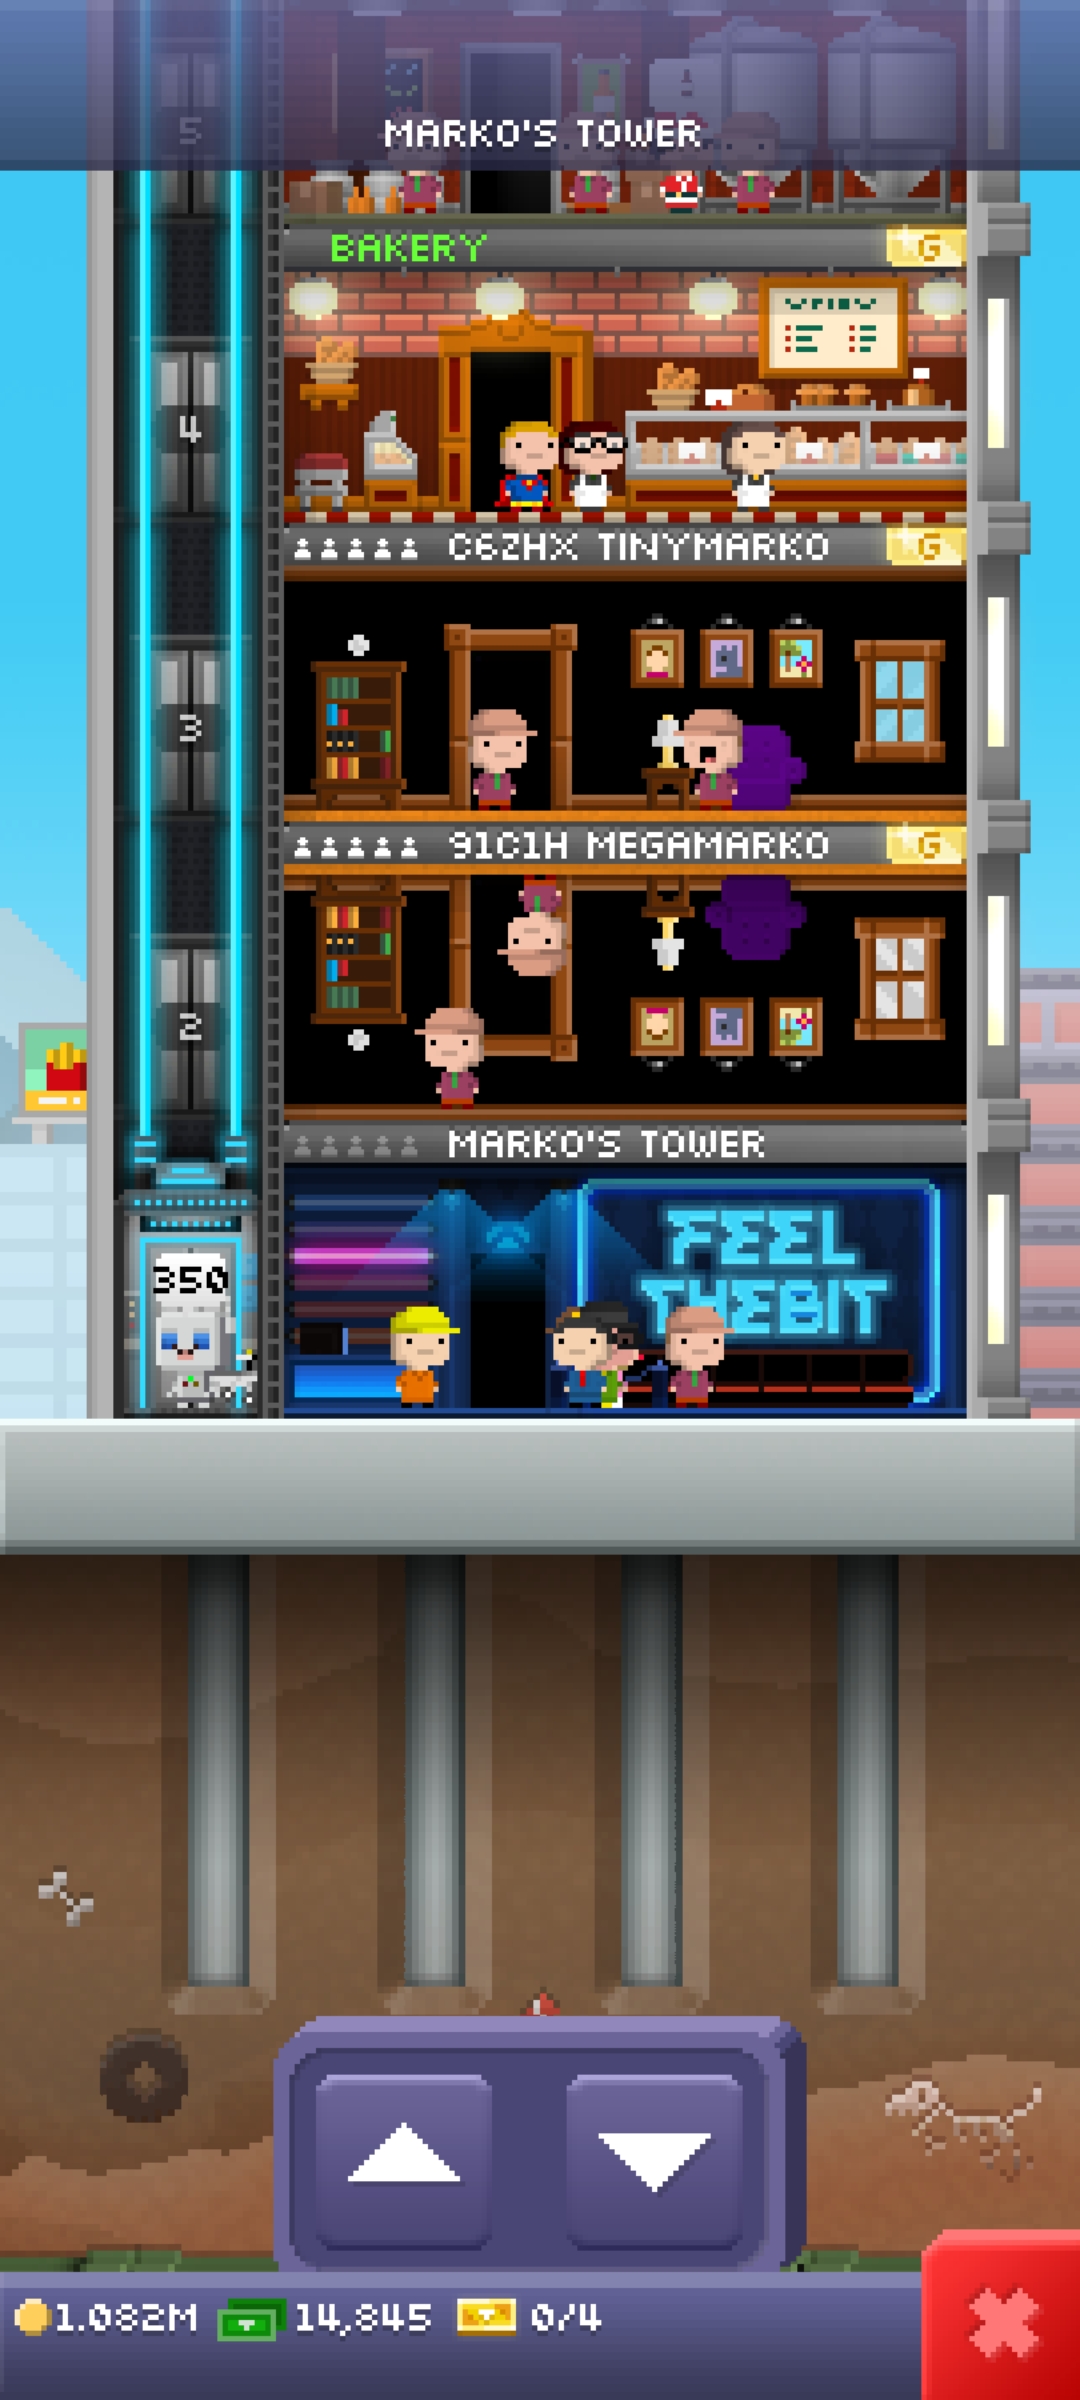 MARKO'S TOWER
5
BAKERY
G
4
C6ZHX TINYMARKO
G
3
91C1H MEGAMARKO
G
2
MARKO'S TOWER
FEEL
THEBIT
350
1.082M
14,845
0/4